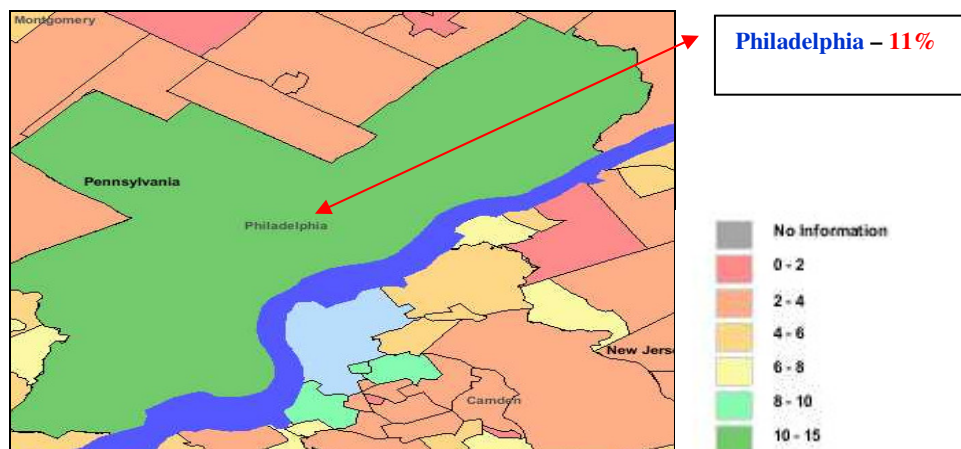 Montgomery
Philadelphia – 11%
Pennsylvania
Philadelphia
New Jerse
Camden
No Information
0 - 2
2 - 4
4 - 6
6 - 8
8 - 10
10 - 15